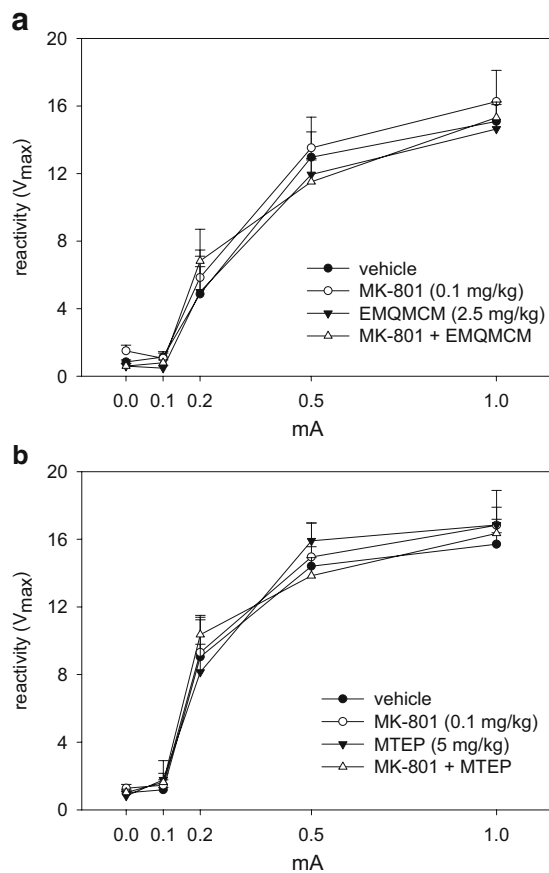 a
20
16
12
8
4
0
reactivity (Vmax)
vehicle
MK-801 (0.1 mg/kg)
EMQMCM (2.5 mg/kg)
MK-801 + EMQMCM
0.0 0.1 0.2 0.5 1.0
mA
b
20
16
12
8
4
0
reactivity (Vmax)
vehicle
MK-801 (0.1 mg/kg)
MTEP (5 mg/kg)
MK-801 + MTEP
0.0 0.1 0.2 0.5 1.0
mA